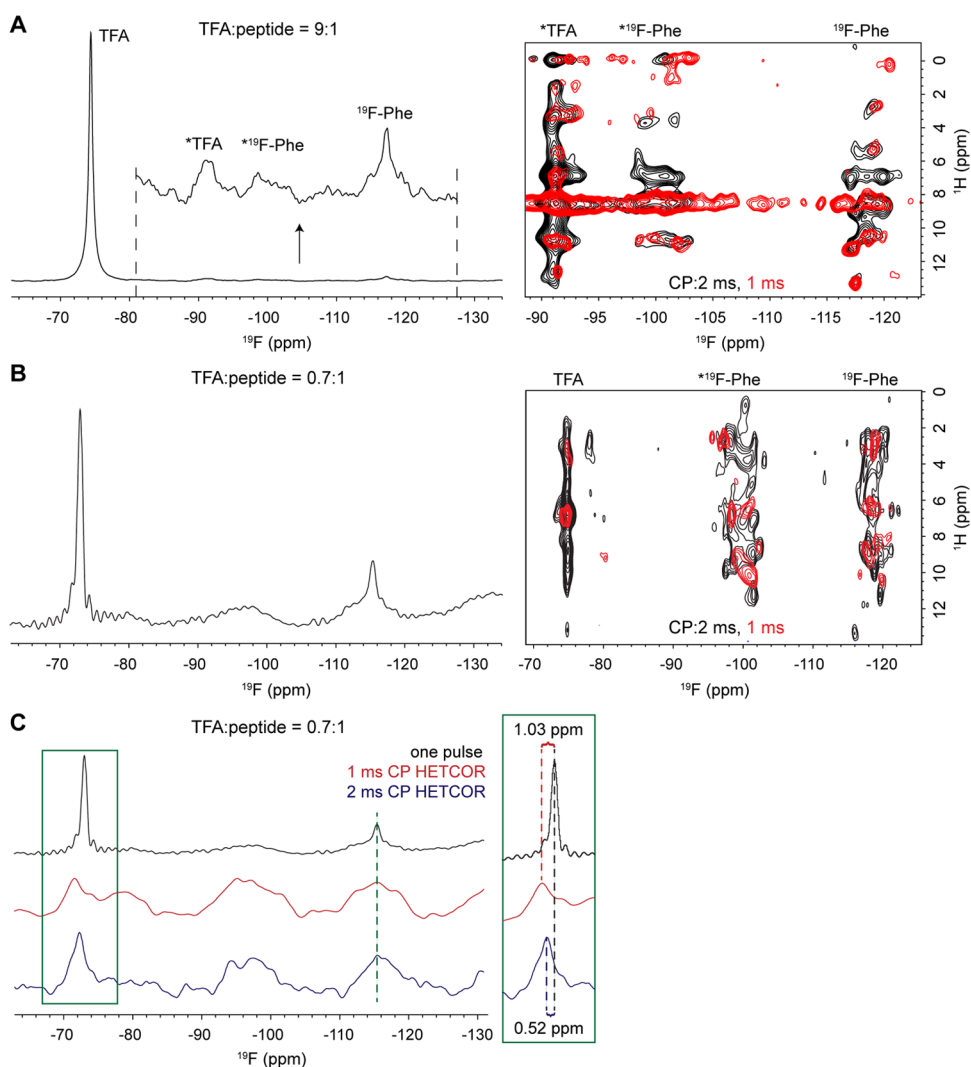 A
TFA
TFA:peptide = 9:1
*TFA
*¹⁹F-Phe
¹⁹F-Phe
-70 -80 -90 -100 -110 -120 -130
¹⁹F (ppm)
*TFA *¹⁹F-Phe ¹⁹F-Phe
0
2
4
6
8
10
12
¹H (ppm)
CP:2 ms, 1 ms
-90 -95 -100 -105 -110 -115 -120
¹⁹F (ppm)
B
TFA:peptide = 0.7:1
-70 -80 -90 -100 -110 -120 -130
¹⁹F (ppm)
TFA *¹⁹F-Phe ¹⁹F-Phe
0
2
4
6
8
10
12
¹H (ppm)
CP:2 ms, 1 ms
-70 -80 -90 -100 -110 -120
¹⁹F (ppm)
C
TFA:peptide = 0.7:1
one pulse
1 ms CP HETCOR
2 ms CP HETCOR
-70 -80 -90 -100 -110 -120 -130
¹⁹F (ppm)
1.03 ppm
0.52 ppm